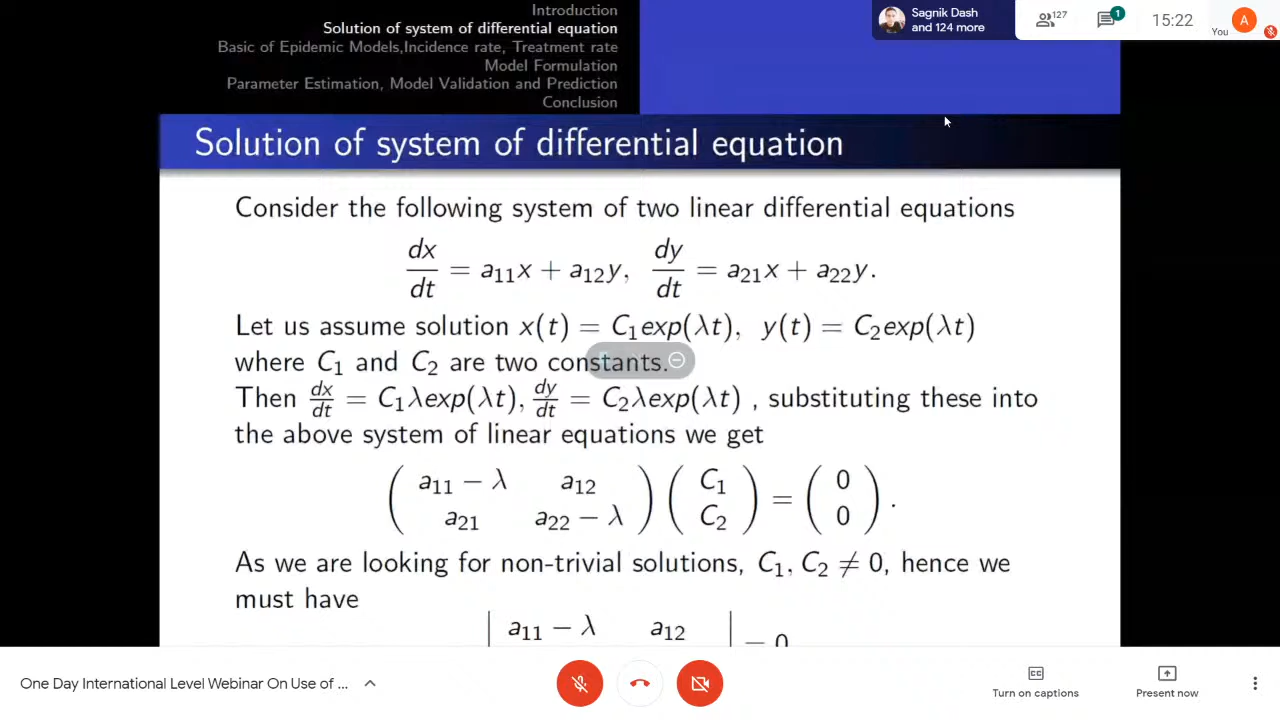 Introduction
Solution of system of differential equation
Basic of Epidemic Models,Incidence rate, Treatment rate
Model Formulation
Parameter Estimation, Model Validation and Prediction
Conclusion
Sagnik Dash
and 124 more
127
1
15:22
You
A
Solution of system of differential equation
Consider the following system of two linear differential equations
dx/dt = a11x + a12y, dy/dt = a21x + a22y.
Let us assume solution x(t) = C1exp(λt), y(t) = C2exp(λt)
where C1 and C2 are two constants.
Then dx/dt = C1λexp(λt), dy/dt = C2λexp(λt) , substituting these into
the above system of linear equations we get
( a11 − λ a12 ) ( C1 ) = ( 0 )
( a21 a22 − λ ) ( C2 ) ( 0 ) .
As we are looking for non-trivial solutions, C1, C2 ≠ 0, hence we
must have
| a11 − λ a12 | = 0
One Day International Level Webinar On Use of ...
CC
Turn on captions
Present now